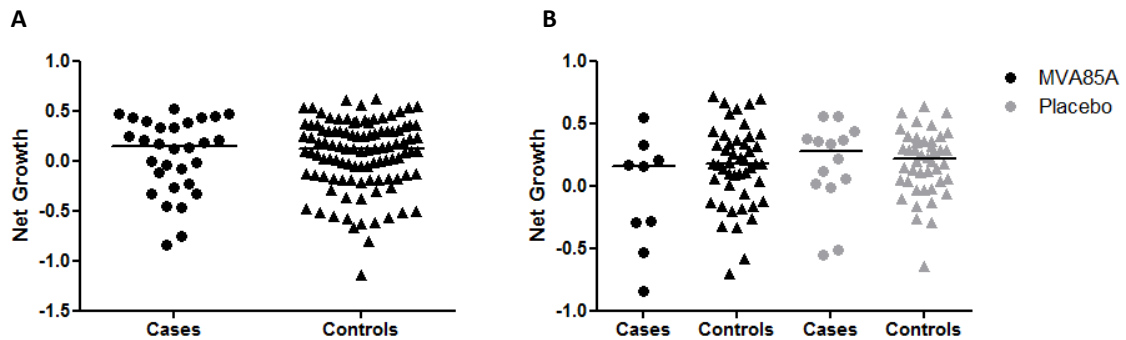 A
Net Growth
1.0
0.5
0.0
-0.5
-1.0
-1.5
Cases Controls
B
Net Growth
1.0
0.5
0.0
-0.5
-1.0
Cases Controls Cases Controls
MVA85A
Placebo